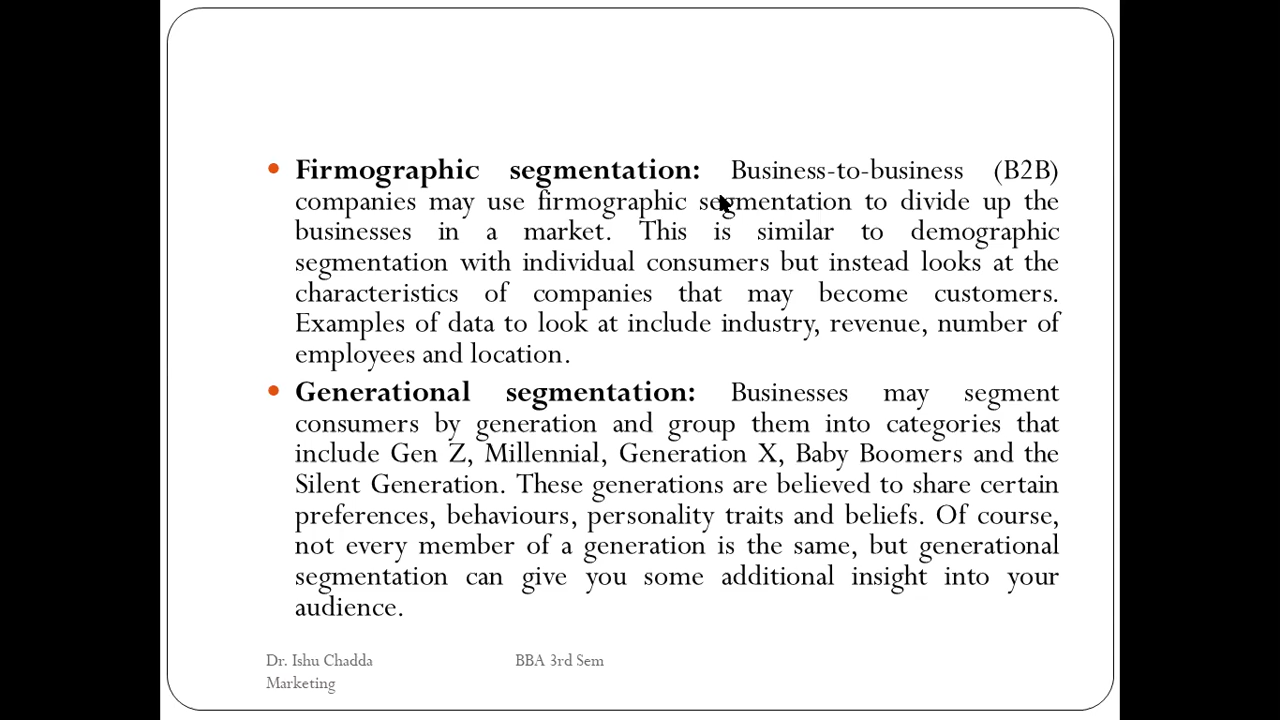 Firmographic segmentation: Business-to-business (B2B)
companies may use firmographic segmentation to divide up the
businesses in a market. This is similar to demographic
segmentation with individual consumers but instead looks at the
characteristics of companies that may become customers.
Examples of data to look at include industry, revenue, number of
employees and location.
Generational segmentation: Businesses may segment
consumers by generation and group them into categories that
include Gen Z, Millennial, Generation X, Baby Boomers and the
Silent Generation. These generations are believed to share certain
preferences, behaviours, personality traits and beliefs. Of course,
not every member of a generation is the same, but generational
segmentation can give you some additional insight into your
audience.
Dr. Ishu Chadda
Marketing
BBA 3rd Sem